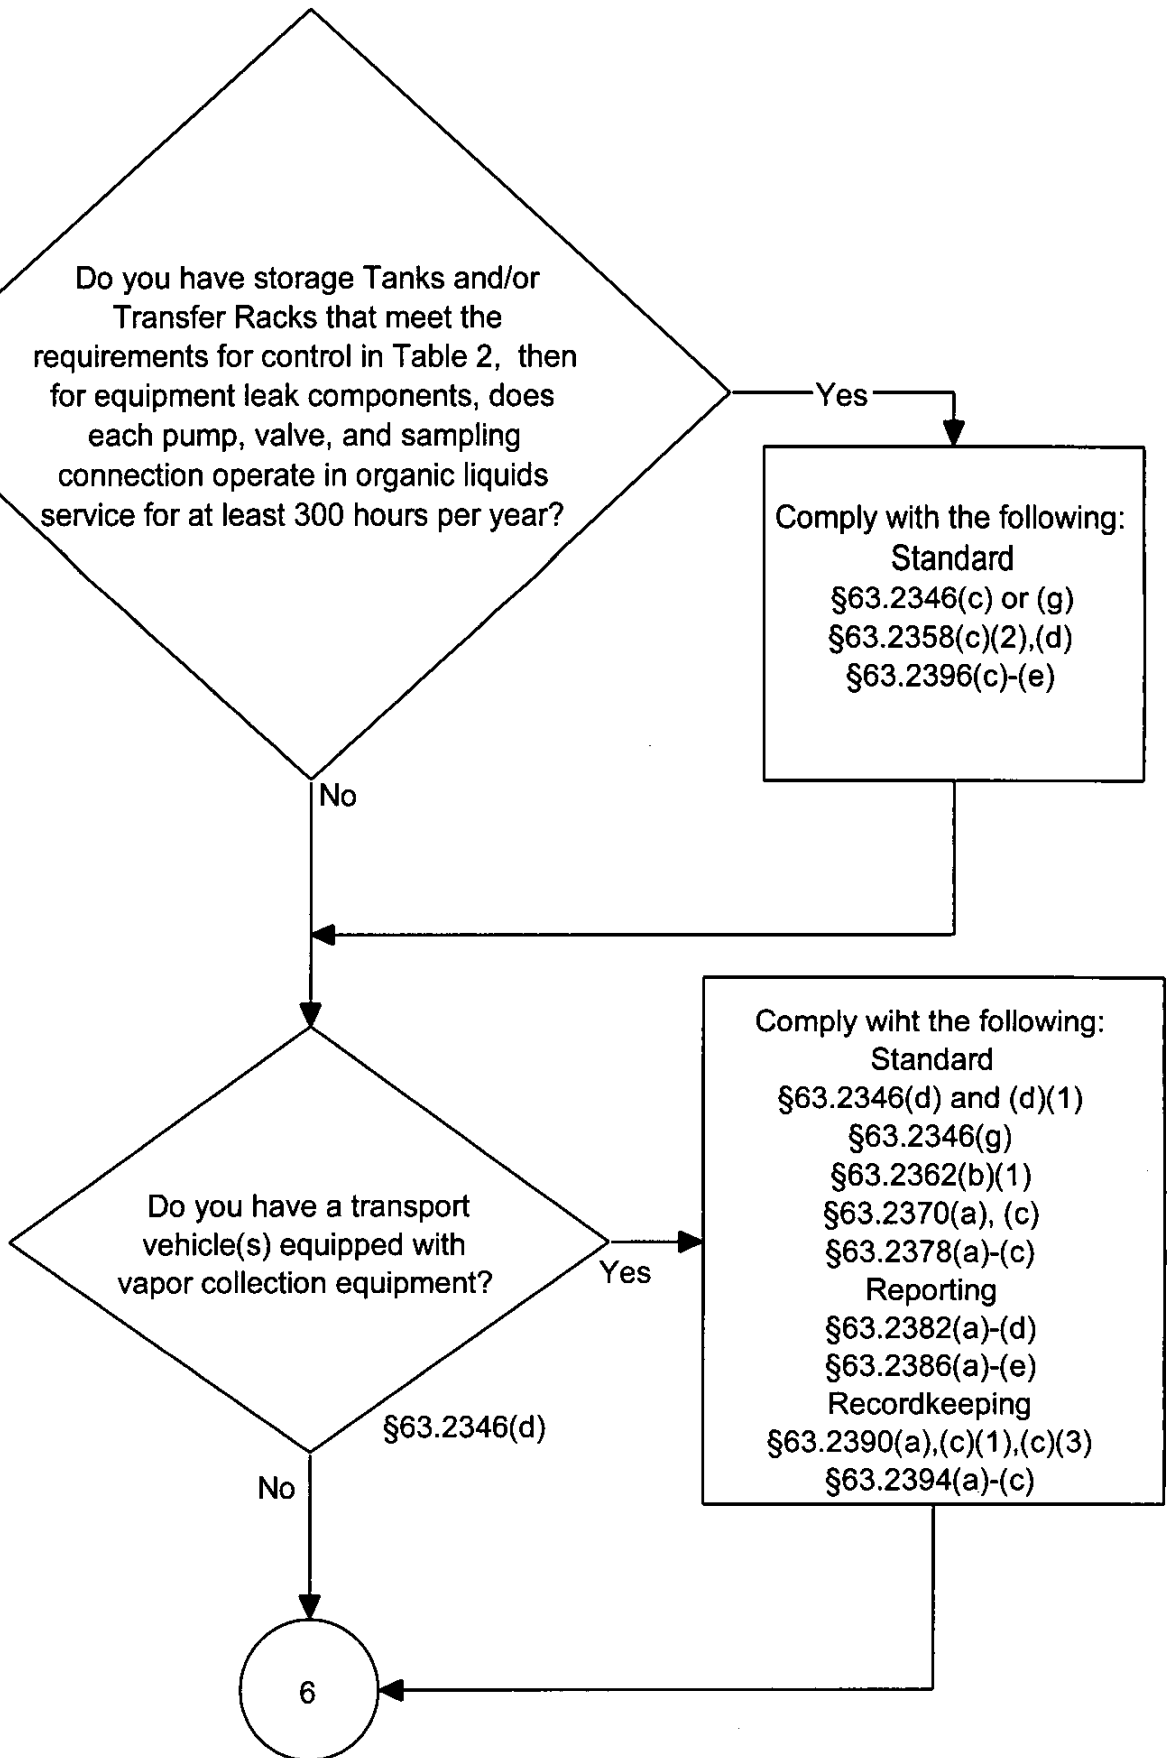 Do you have storage Tanks and/or
Transfer Racks that meet the
requirements for control in Table 2, then
for equipment leak components, does
each pump, valve, and sampling
connection operate in organic liquids
service for at least 300 hours per year?
Yes
Comply with the following:
Standard
§63.2346(c) or (g)
§63.2358(c)(2),(d)
§63.2396(c)-(e)
No
Do you have a transport
vehicle(s) equipped with
vapor collection equipment?
Yes
§63.2346(d)
Comply wiht the following:
Standard
§63.2346(d) and (d)(1)
§63.2346(g)
§63.2362(b)(1)
§63.2370(a), (c)
§63.2378(a)-(c)
Reporting
§63.2382(a)-(d)
§63.2386(a)-(e)
Recordkeeping
§63.2390(a),(c)(1),(c)(3)
§63.2394(a)-(c)
No
6